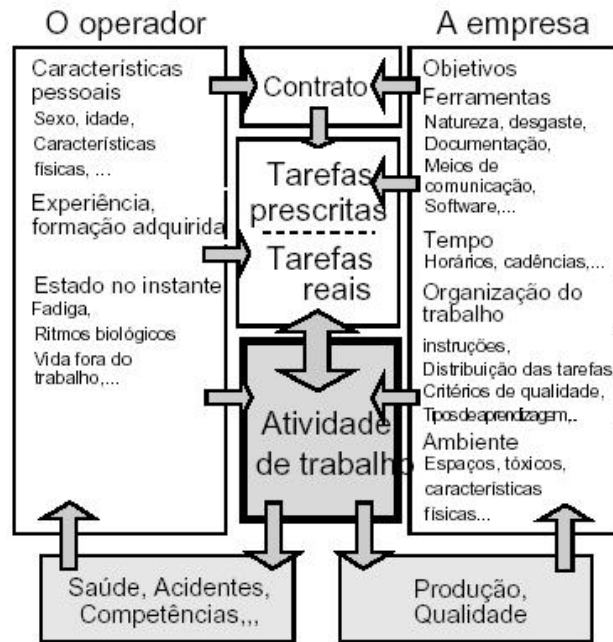 O operador
Características
pessoais
Sexo, idade,
Características
físicas, ...
Experiência,
formação adquirida
Estado no instante
Fadiga,
Ritmos biológicos
Vida fora do
trabalho,...
Contrato
Tarefas
prescritas
Tarefas
reais
Atividade
de trabalho
A empresa
Objetivos
Ferramentas
Natureza, desgaste,
Documentação,
Meios de
comunicação,
Software,...
Tempo
Horários, cadências,...
Organização do
trabalho
instruções,
Distribuição das tarefas
Critérios de qualidade,
Tipos de aprendizagem,..
Ambiente
Espaços, tóxicos,
características
físicas...
Saúde, Acidentes,
Competências,,,
Produção,
Qualidade